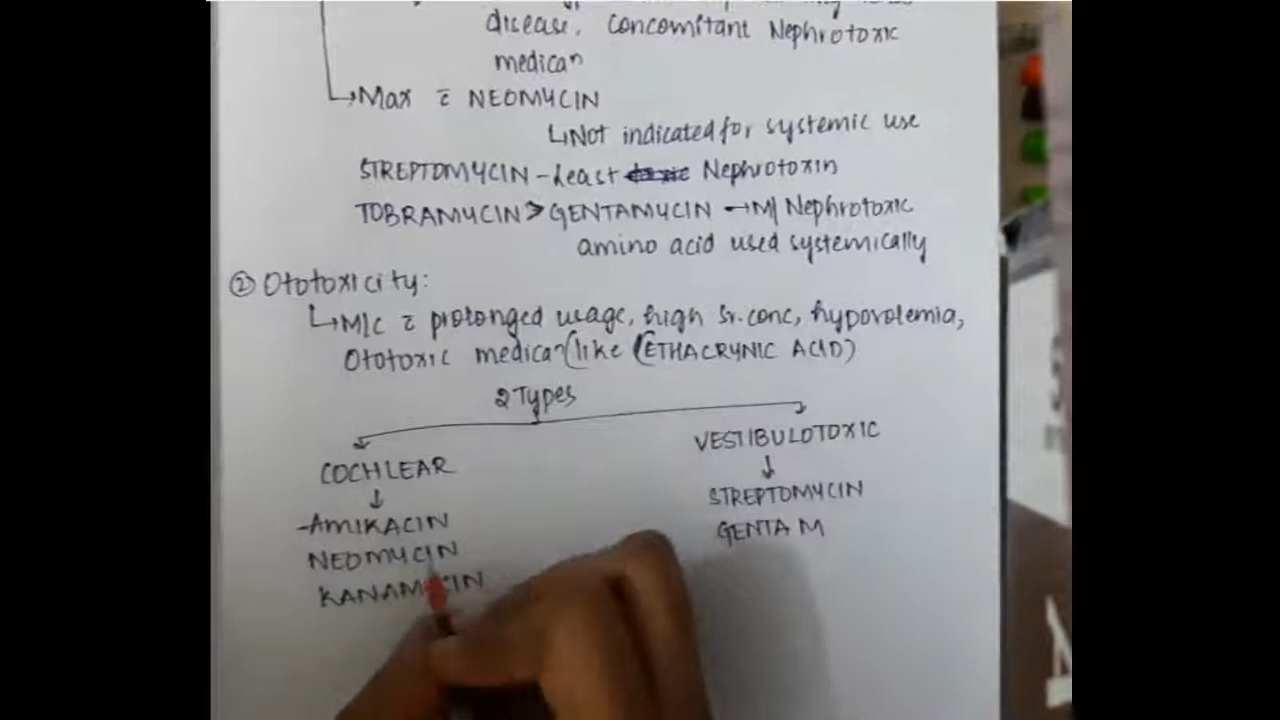 disease, concomitant Nephrotoxic
medicaⁿ
↳Max c̄ NEOMYCIN
↳Not indicated for systemic use
STREPTOMYCIN - Least Nephrotoxin
TOBRAMYCIN > GENTAMYCIN → M/ Nephrotoxic
amino acid used systemically
② Ototoxicity:
↳M/c c̄ prolonged usage, high Sr. conc, hypovolemia,
Ototoxic medicaⁿ (like (ETHACRYNIC ACID)
2 Types
COCHLEAR
↓
-AMIKACIN
NEOMYCIN
KANAMYCIN
VESTIBULOTOXIC
↓
STREPTOMYCIN
GENTA M